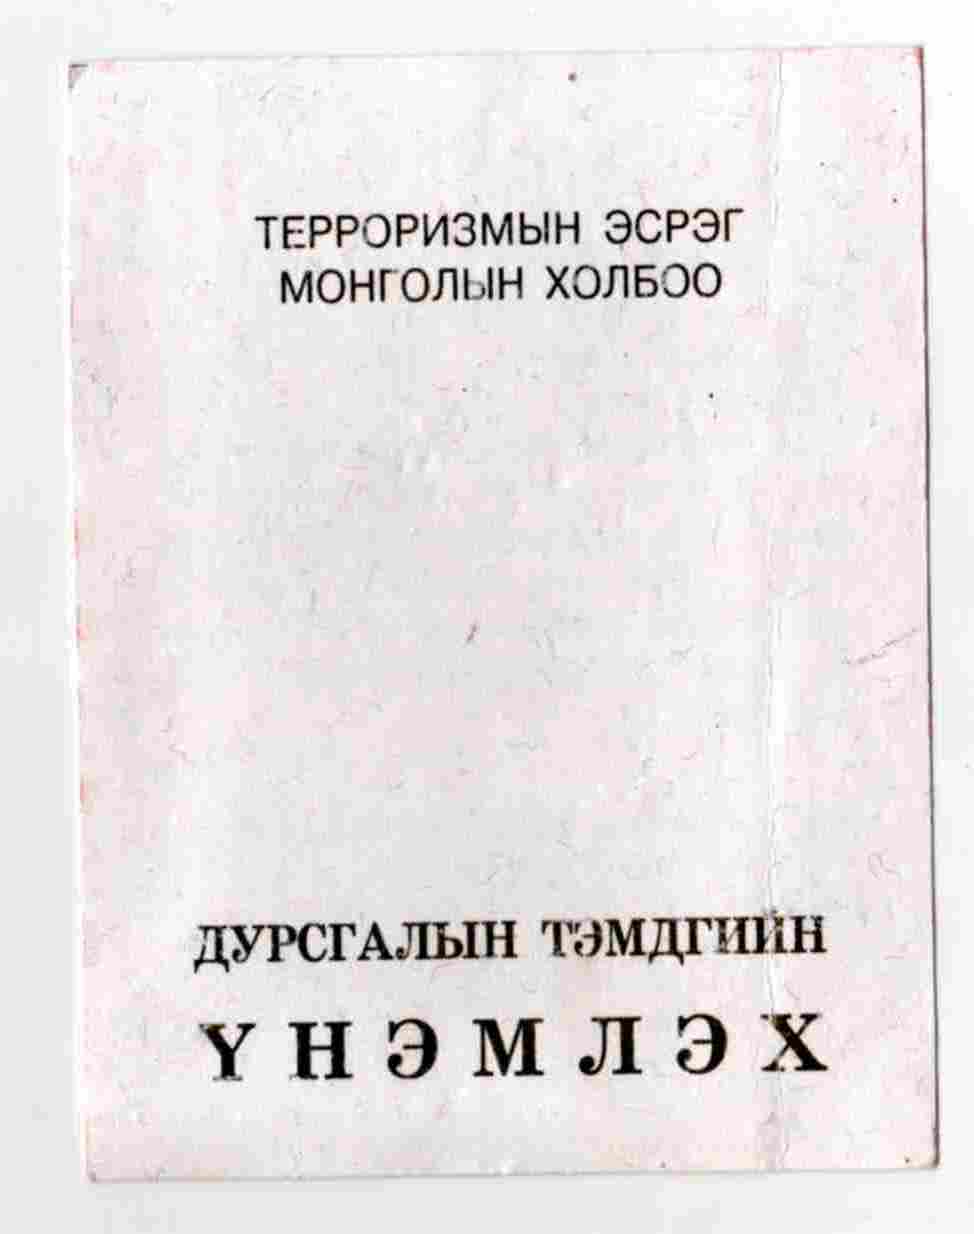 ТЕРРОРИЗМЫН ЭСРЭГ
МОНГОЛЫН ХОЛБОО
ДУРСГАЛЫН ТЭМДГИЙН
ҮНЭМЛЭХ